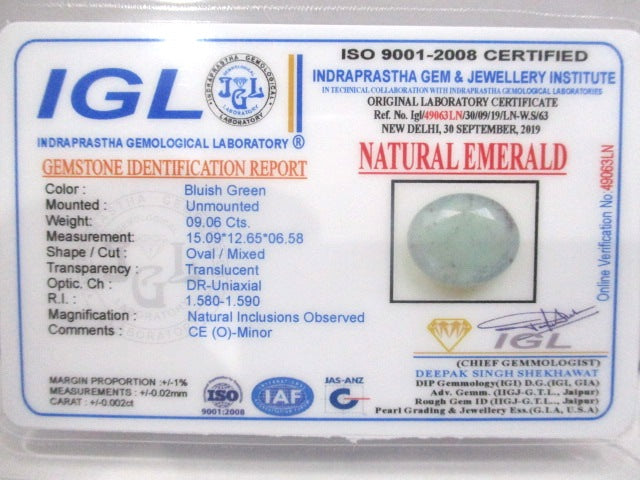 IGL
INDRAPRASTHA GEMOLOGICAL LABORATORY
IGL
LABORATORY
INDRAPRASTHA GEMOLOGICAL LABORATORY ®
GEMSTONE IDENTIFICATION REPORT
ISO 9001-2008 CERTIFIED
INDRAPRASTHA GEM & JEWELLERY INSTITUTE
IN TECHNICAL COLLABORATION WITH INDRAPRASTHA GEMOLOGICAL LABORATORIES
ORIGINAL LABORATORY CERTIFICATE
Ref. No. Igl/49063LN/30/09/19/LN-W.S/63
NEW DELHI, 30 SEPTEMBER, 2019
NATURAL EMERALD
Color : Bluish Green
Mounted : Unmounted
Weight: 09.06 Cts.
Measurement: 15.09*12.65*06.58
Shape / Cut : Oval / Mixed
Transparency : Translucent
Optic. Ch : DR-Uniaxial
R.I. : 1.580-1.590
Magnification : Natural Inclusions Observed
Comments : CE (O)-Minor
Online Verification No:49063LN
IGL
(CHIEF GEMMOLOGIST)
DEEPAK SINGH SHEKHAWAT
DIP Gemmology(IGI) D.G.(IGL, GIA)
Adv. Gemm. (IIGJ-G.T.L., Jaipur)
Rough Gem ID (IIGJ-G.T.L., Jaipur)
Pearl Grading & Jewellery Ess.(G.I.A, U.S.A)
MARGIN PROPORTION :+/-1%
MEASUREMENTS :+/-0.02mm
CARAT : +/-0.002ct
ISO
9001:2008
IAF
JAS-ANZ